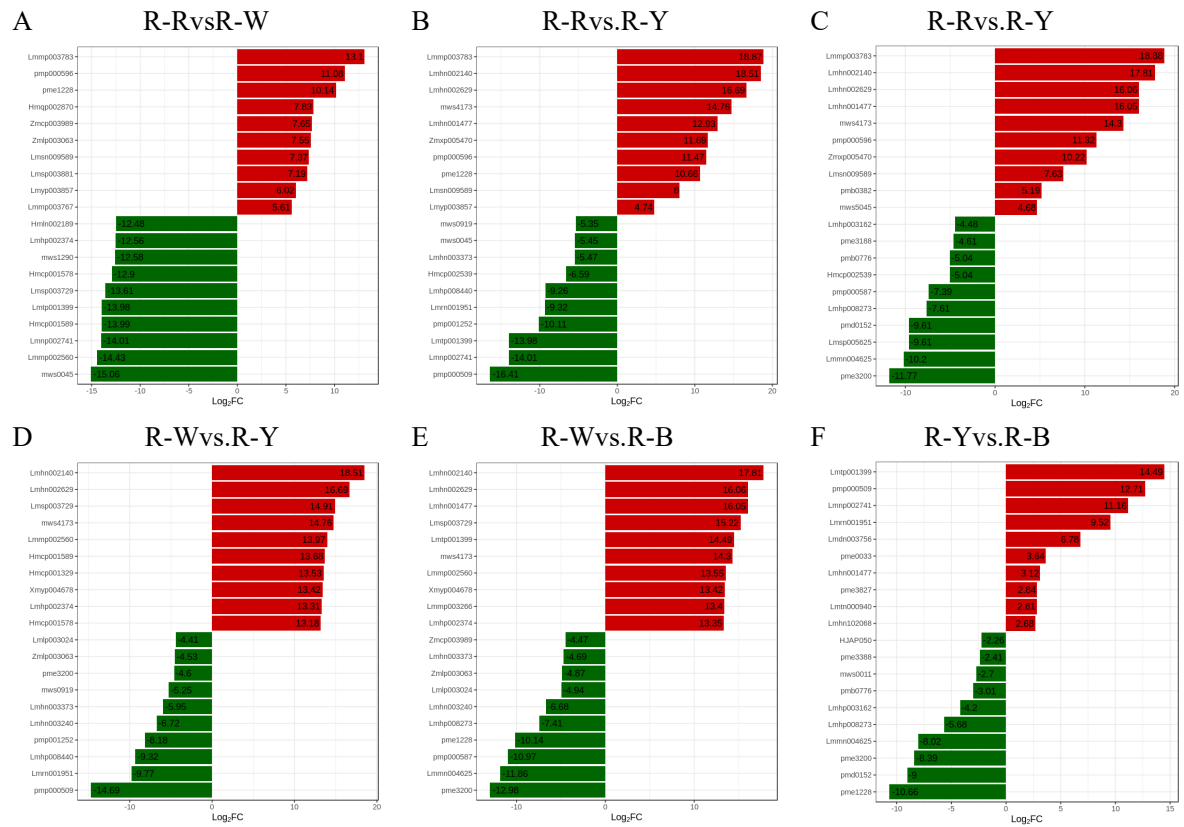 A R-RvsR-W
Lmmp003783 13.1
pmp000596 11.08
pme1228 10.14
Hmqp002870 7.83
Zmcp003989 7.65
Zmlp003063 7.55
Lmsn009589 7.37
Lmsp003881 7.19
Lmyp003857 6.02
Lmmp003767 5.61
Hmln002189 -12.48
Lmhp002374 -12.56
mws1290 -12.58
Hmcp001578 -12.9
Lmsp003729 -13.61
Lmtp001399 -13.98
Hmcp001589 -13.99
Lmnp002741 -14.01
Lmmp002560 -14.43
mws0045 -15.06
-15 -10 -5 0 5 10
Log2FC
B R-Rvs.R-Y
Lmmp003783 18.87
Lmhn002140 18.51
Lmhn002629 16.69
mws4173 14.76
Lmhn001477 12.93
Zmxp005470 11.69
pmp000596 11.47
pme1228 10.66
Lmsn009589 8
Lmyp003857 4.74
mws0919 -5.35
mws0045 -5.45
Lmhn003373 -5.47
Hmcp002539 -6.59
Lmhp008440 -9.26
Lmrn001951 -9.32
pmp001252 -10.11
Lmtp001399 -13.98
Lmnp002741 -14.01
pmp000509 -16.41
-10 0 10 20
Log2FC
C R-Rvs.R-Y
Lmmp003783 18.88
Lmhn002140 17.81
Lmhn002629 16.06
Lmhn001477 16.05
mws4173 14.3
pmp000596 11.32
Zmxp005470 10.22
Lmsn009589 7.63
pmb0382 5.19
mws5045 4.68
Lmhp003162 -4.48
pme3188 -4.61
pmb0776 -5.04
Hmcp002539 -5.04
pmp000587 -7.39
Lmhp008273 -7.61
pmd0152 -9.61
Lmsp005625 -9.61
Lmmn004625 -10.2
pme3200 -11.77
-10 0 10 20
Log2FC
D R-Wvs.R-Y
Lmhn002140 18.51
Lmhn002629 16.69
Lmsp003729 14.91
mws4173 14.76
Lmmp002560 13.97
Hmcp001589 13.68
Hmcp001329 13.53
Xmyp004678 13.42
Lmhp002374 13.31
Hmcp001578 13.18
Lmlp003024 -4.41
Zmlp003063 -4.53
pme3200 -4.6
mws0919 -5.25
Lmhn003373 -5.95
Lmhn003240 -6.72
pmp001252 -8.18
Lmhp008440 -9.32
Lmrn001951 -9.77
pmp000509 -14.69
-10 0 10 20
Log2FC
E R-Wvs.R-B
Lmhn002140 17.81
Lmhn002629 16.06
Lmhn001477 16.05
Lmsp003729 15.22
Lmtp001399 14.49
mws4173 14.3
Lmmp002560 13.55
Xmyp004678 13.42
Lmmp003266 13.4
Lmhp002374 13.35
Zmcp003989 -4.47
Lmhn003373 -4.69
Zmlp003063 -4.87
Lmlp003024 -4.94
Lmhn003240 -6.68
Lmhp008273 -7.41
pme1228 -10.14
pmp000587 -10.97
Lmmn004625 -11.86
pme3200 -12.98
-10 0 10
Log2FC
F R-Yvs.R-B
Lmtp001399 14.49
pmp000509 12.71
Lmnp002741 11.16
Lmrn001951 9.52
Lmdn003756 6.78
pme0033 3.64
Lmhn001477 3.12
pme3827 2.84
Lmtn000940 2.81
Lmhn102068 2.68
HJAP050 -2.26
pme3388 -2.41
mws0011 -2.7
pmb0776 -3.01
Lmhp003162 -4.2
Lmhp008273 -5.68
Lmmn004625 -8.02
pme3200 -8.39
pmd0152 -9
pme1228 -10.66
-10 -5 0 5 10 15
Log2FC